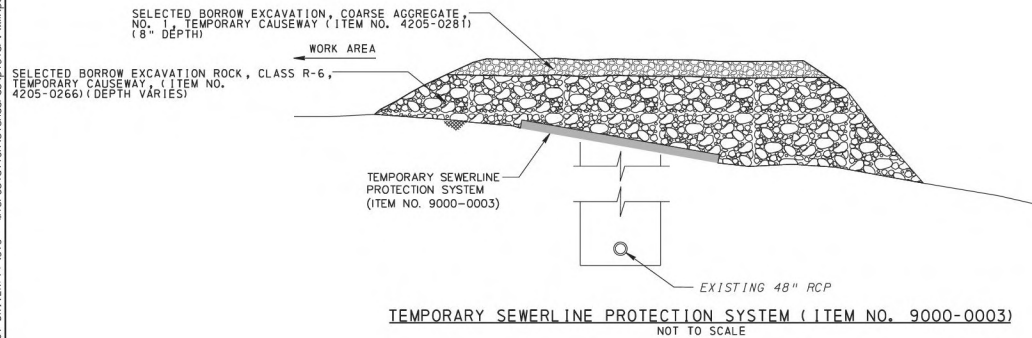 SELECTED BORROW EXCAVATION, COARSE AGGREGATE,
NO. 1, TEMPORARY CAUSEWAY (ITEM NO. 4205-0281)
(8" DEPTH)
WORK AREA
SELECTED BORROW EXCAVATION ROCK, CLASS R-6,
TEMPORARY CAUSEWAY, (ITEM NO.
4205-0266) (DEPTH VARIES)
TEMPORARY SEWERLINE
PROTECTION SYSTEM
(ITEM NO. 9000-0003)
EXISTING 48" RCP
TEMPORARY SEWERLINE PROTECTION SYSTEM (ITEM NO. 9000-0003)
NOT TO SCALE